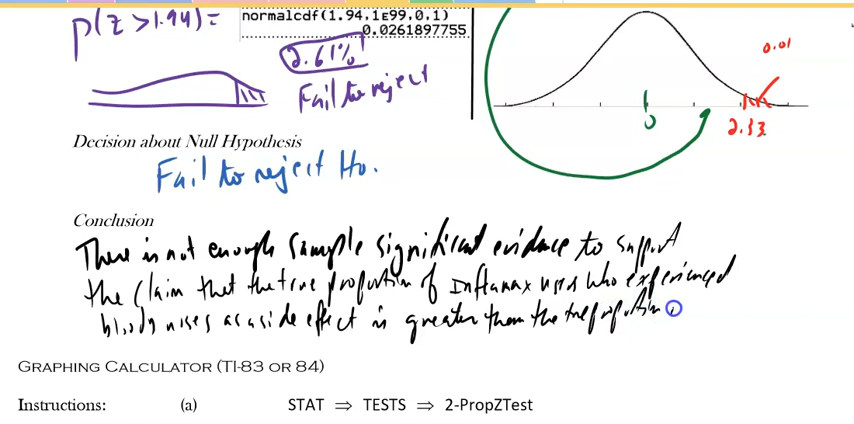 p(z>1.94)=
normalcdf(1.94,1E99,0,1)
0.0261897755
2.61%
Fail to reject
0.01
0
2.33
Decision about Null Hypothesis
Fail to reject Ho.
Conclusion
There is not enough sample significant evidence to support
the claim that the true proportion of Inflamax users who experienced
bloody noses as a side effect is greater than the true proportion
GRAPHING CALCULATOR (TI-83 OR 84)
Instructions: (a) STAT ⇒ TESTS ⇒ 2-PropZTest